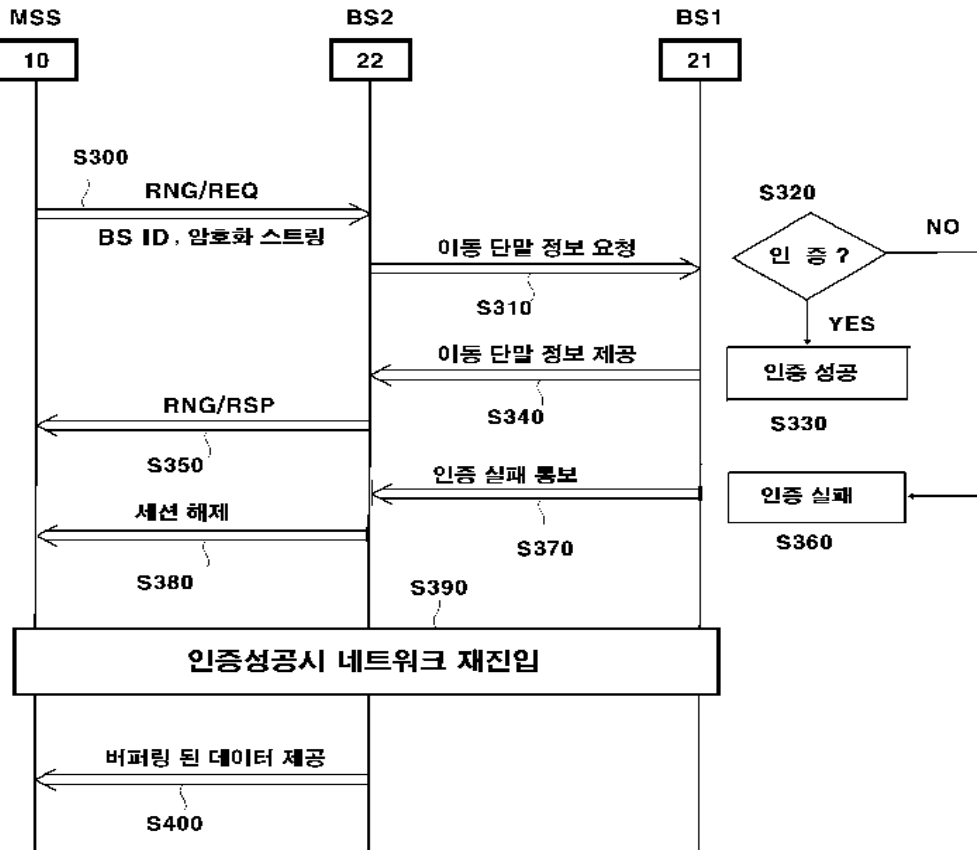 MSS BS2 BS1
10 22 21
S300
RNG/REQ
BS ID, 암호화 스트링
S320
인 증 ?
NO
이동 단말 정보 요청
S310
YES
이동 단말 정보 제공
인증 성공
S340
S330
RNG/RSP
S350
인증 실패 통보
인증 실패
세션 해제
S370
S360
S380
S390
인증성공시 네트워크 재진입
버퍼링 된 데이터 제공
S400